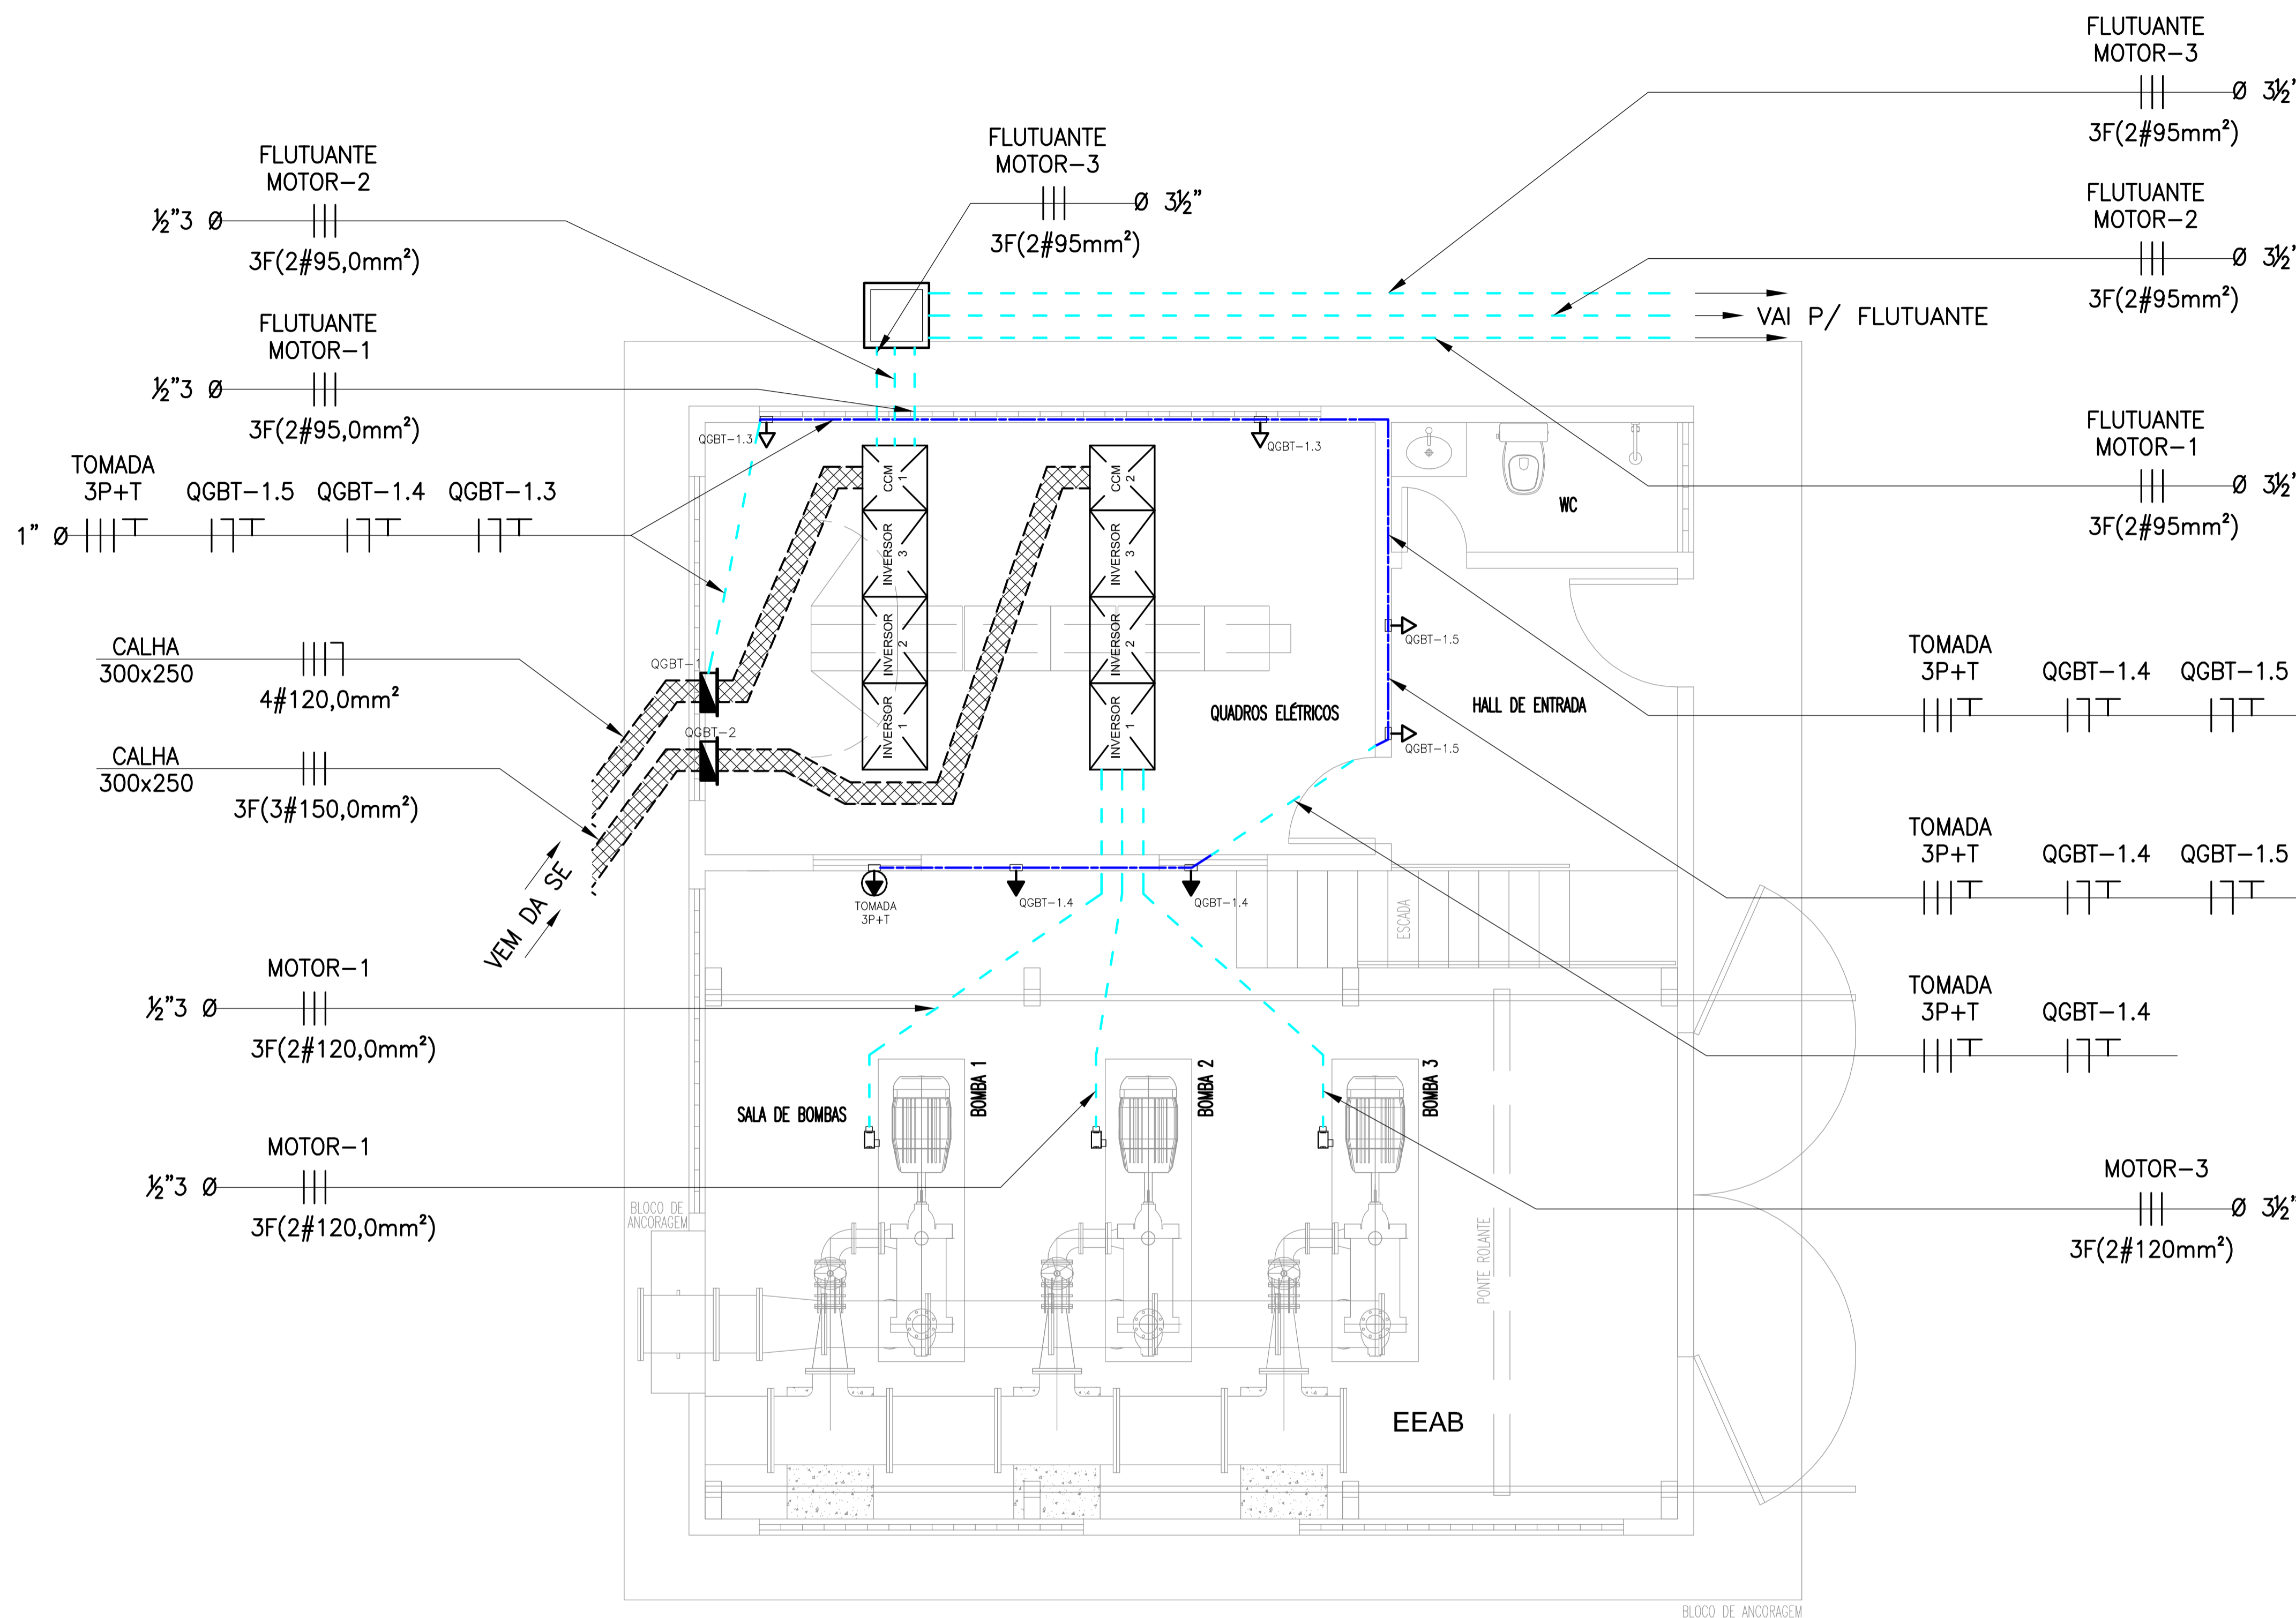 FLUTUANTE
MOTOR-3
Ø 3½"
3F(2#95mm²)
FLUTUANTE
MOTOR-2
½"3 Ø
3F(2#95,0mm²)
FLUTUANTE
MOTOR-3
Ø 3½"
3F(2#95mm²)
FLUTUANTE
MOTOR-2
Ø 3½"
3F(2#95mm²)
VAI P/ FLUTUANTE
FLUTUANTE
MOTOR-1
½"3 Ø
3F(2#95,0mm²)
FLUTUANTE
MOTOR-1
Ø 3½"
3F(2#95mm²)
QGBT-1.3
QGBT-1.3
TOMADA
3P+T QGBT-1.5 QGBT-1.4 QGBT-1.3
1" Ø
CCM
1
INVERSOR
3
INVERSOR
2
INVERSOR
1
CCM
2
INVERSOR
3
INVERSOR
2
INVERSOR
1
WC
QGBT-1.5
CALHA
300x250
4#120,0mm²
QGBT-1
QGBT-2
CALHA
300x250
3F(3#150,0mm²)
QUADROS ELÉTRICOS
HALL DE ENTRADA
QGBT-1.5
TOMADA
3P+T QGBT-1.4 QGBT-1.5
TOMADA
3P+T QGBT-1.4 QGBT-1.5
VEM DA SE
TOMADA
3P+T
QGBT-1.4
QGBT-1.4
ESCADA
TOMADA
3P+T QGBT-1.4
MOTOR-1
½"3 Ø
3F(2#120,0mm²)
SALA DE BOMBAS
BOMBA 1
BOMBA 2
BOMBA 3
MOTOR-1
½"3 Ø
3F(2#120,0mm²)
MOTOR-3
Ø 3½"
3F(2#120mm²)
BLOCO DE
ANCORAGEM
PONTE ROLANTE
EEAB
BLOCO DE ANCORAGEM